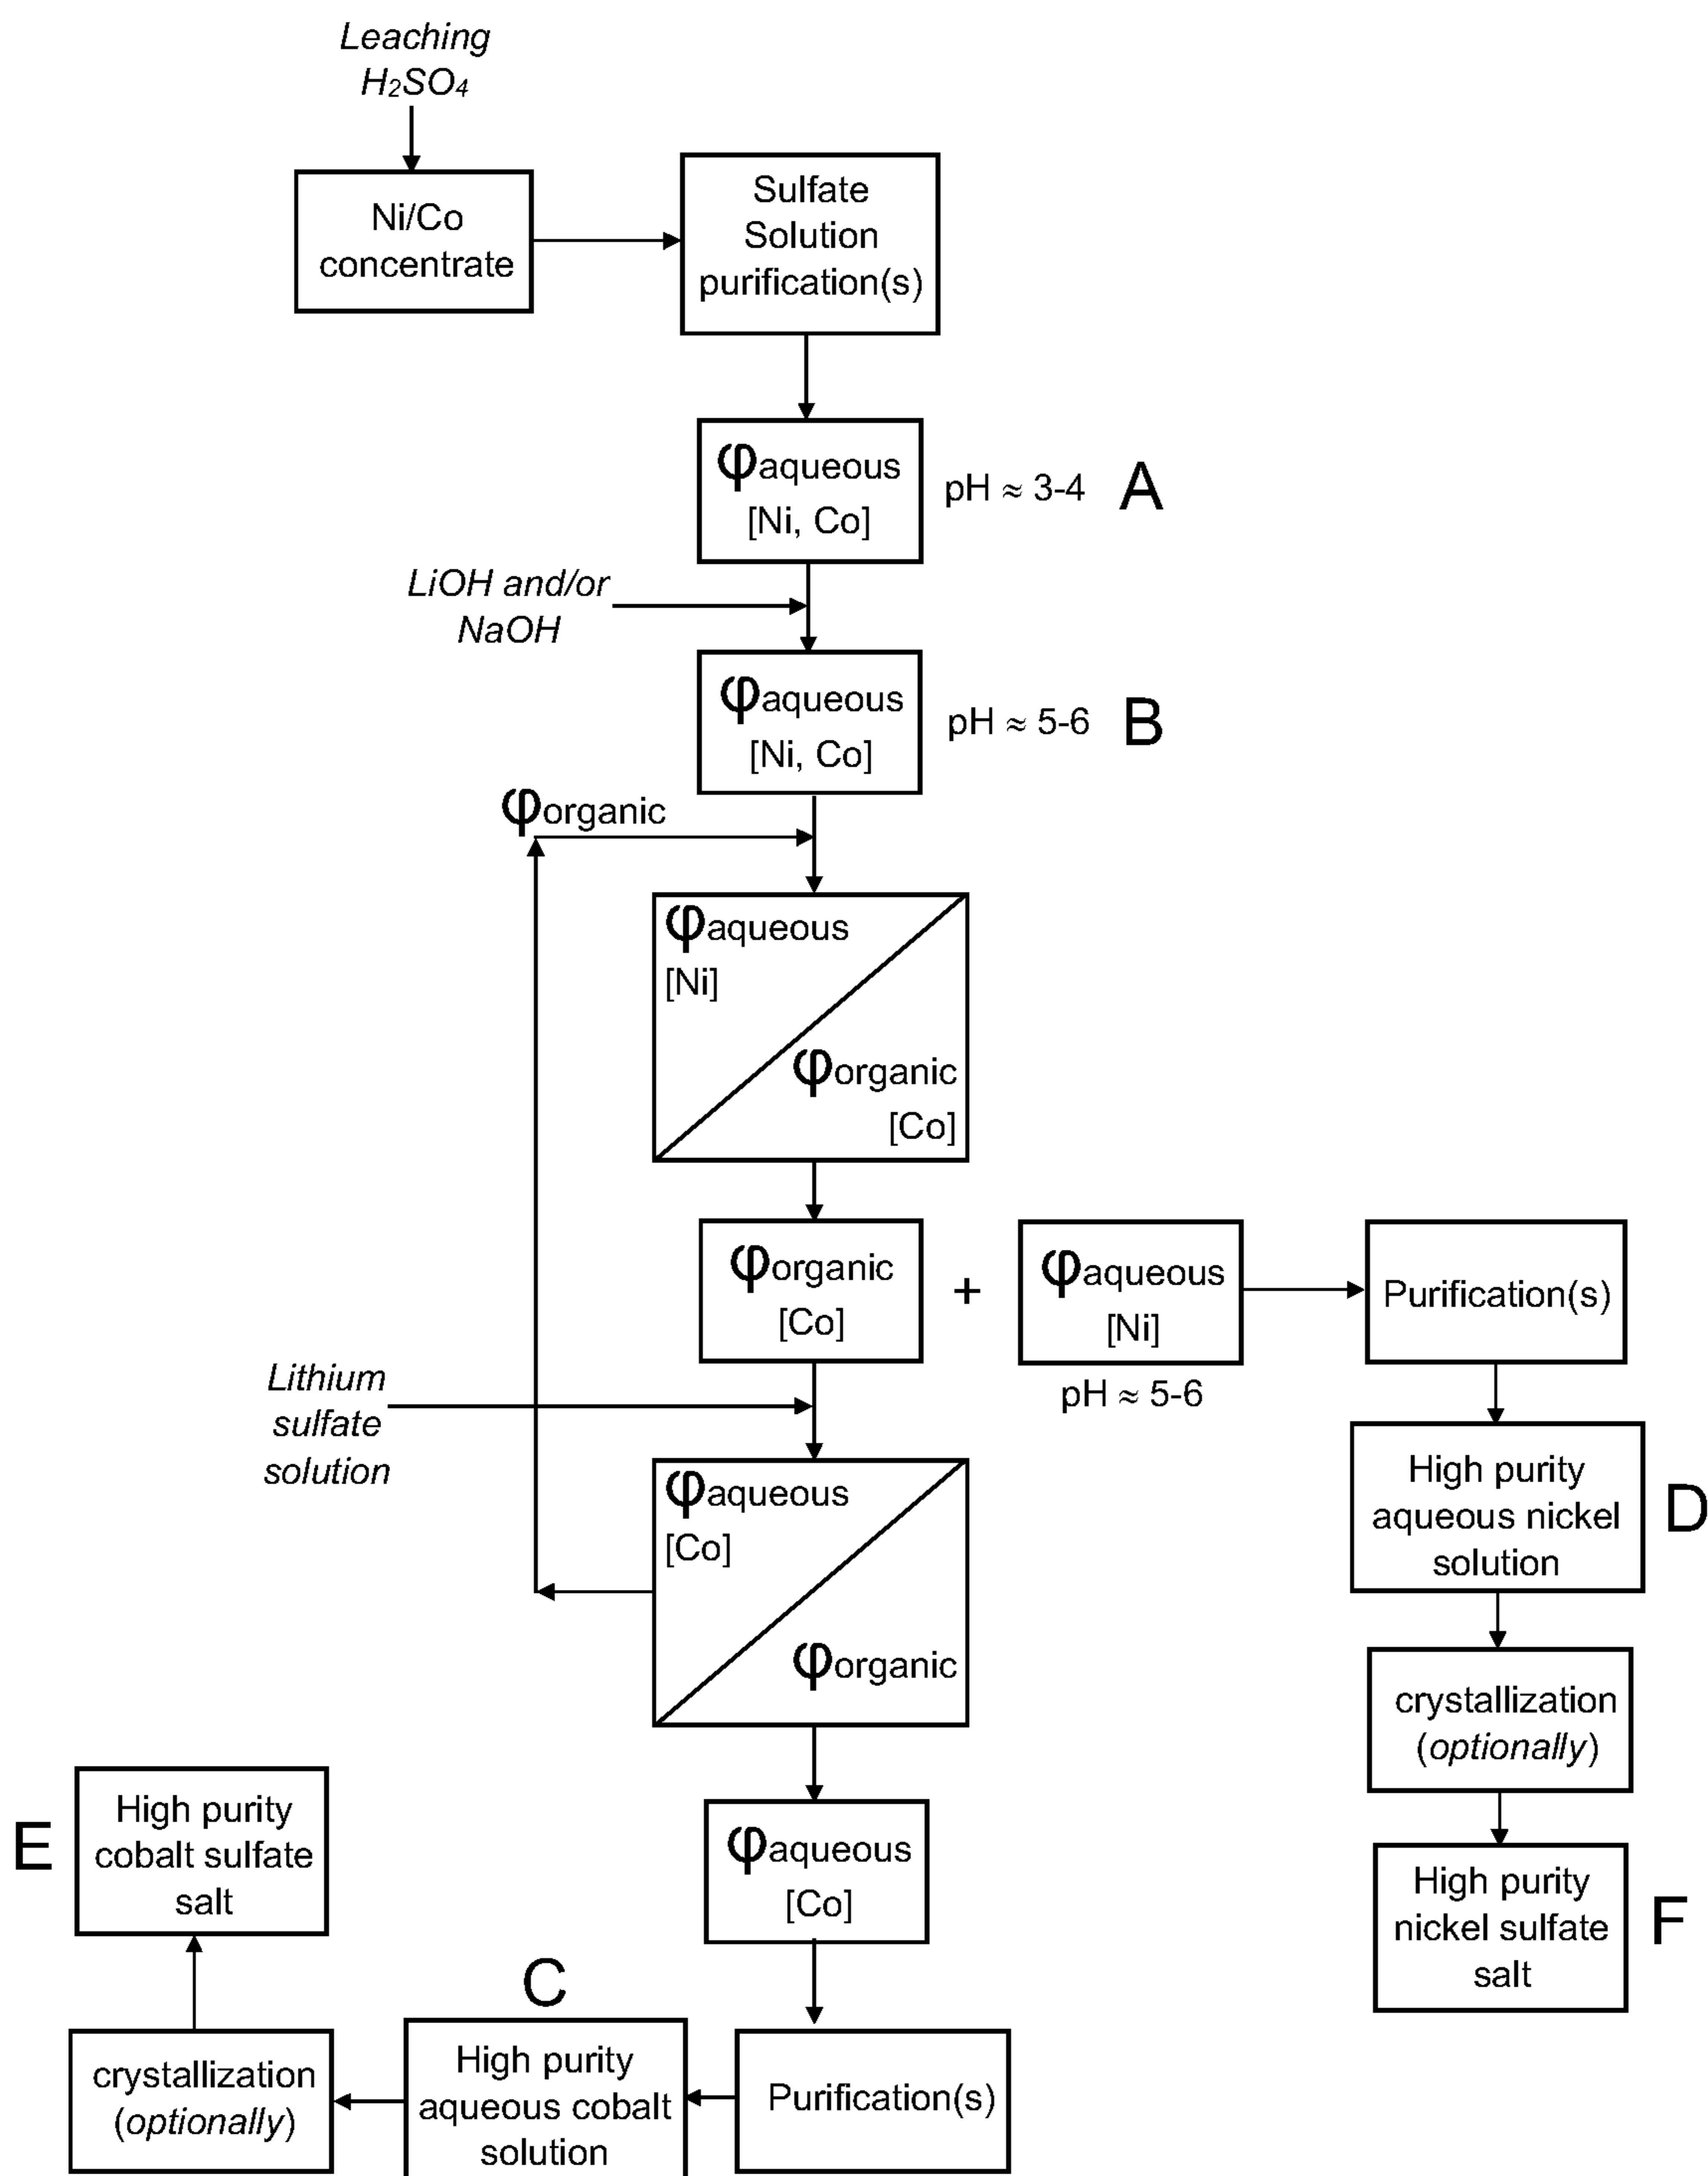 Leaching
H₂SO₄
Ni/Co
concentrate
Sulfate
Solution
purification(s)
φaqueous
[Ni, Co]
pH ≈ 3-4
A
LiOH and/or
NaOH
φaqueous
[Ni, Co]
pH ≈ 5-6
B
φorganic
φaqueous
[Ni]
φorganic
[Co]
φorganic
[Co]
+
φaqueous
[Ni]
pH ≈ 5-6
Purification(s)
Lithium
sulfate
solution
φaqueous
[Co]
φorganic
High purity
aqueous nickel
solution
D
crystallization
(optionally)
High purity
nickel sulfate
salt
F
φaqueous
[Co]
E
High purity
cobalt sulfate
salt
C
crystallization
(optionally)
High purity
aqueous cobalt
solution
Purification(s)